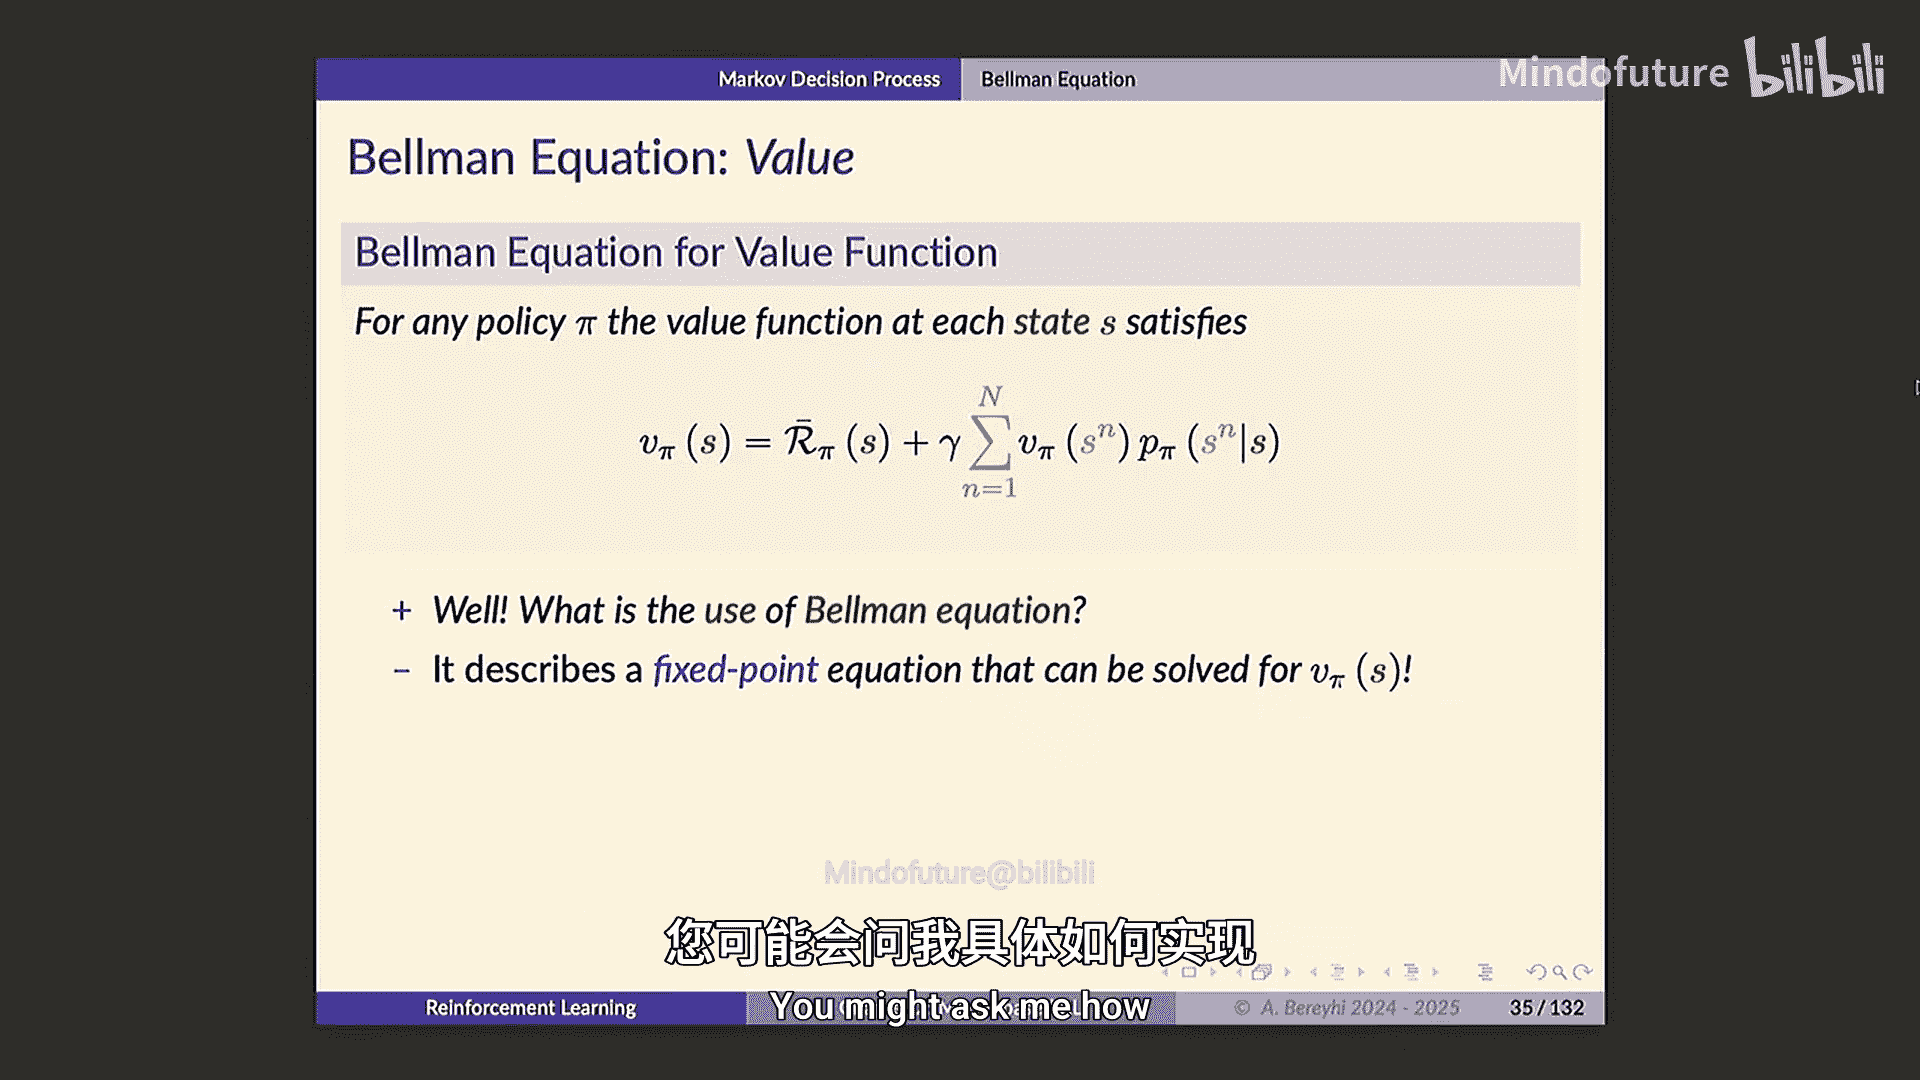 Markov Decision Process Bellman Equation
Mindofuture bilibili
Bellman Equation: Value
Bellman Equation for Value Function
For any policy π the value function at each state s satisfies
v_π (s) = R̄_π (s) + γ ∑_{n=1}^{N} v_π (s^n) p_π (s^n|s)
+ Well! What is the use of Bellman equation?
– It describes a fixed-point equation that can be solved for v_π (s)!
Mindofuture@bilibili
您可能会问我具体如何实现
You might ask me how
Reinforcement Learning © A. Bereyhi 2024 - 2025 35 / 132